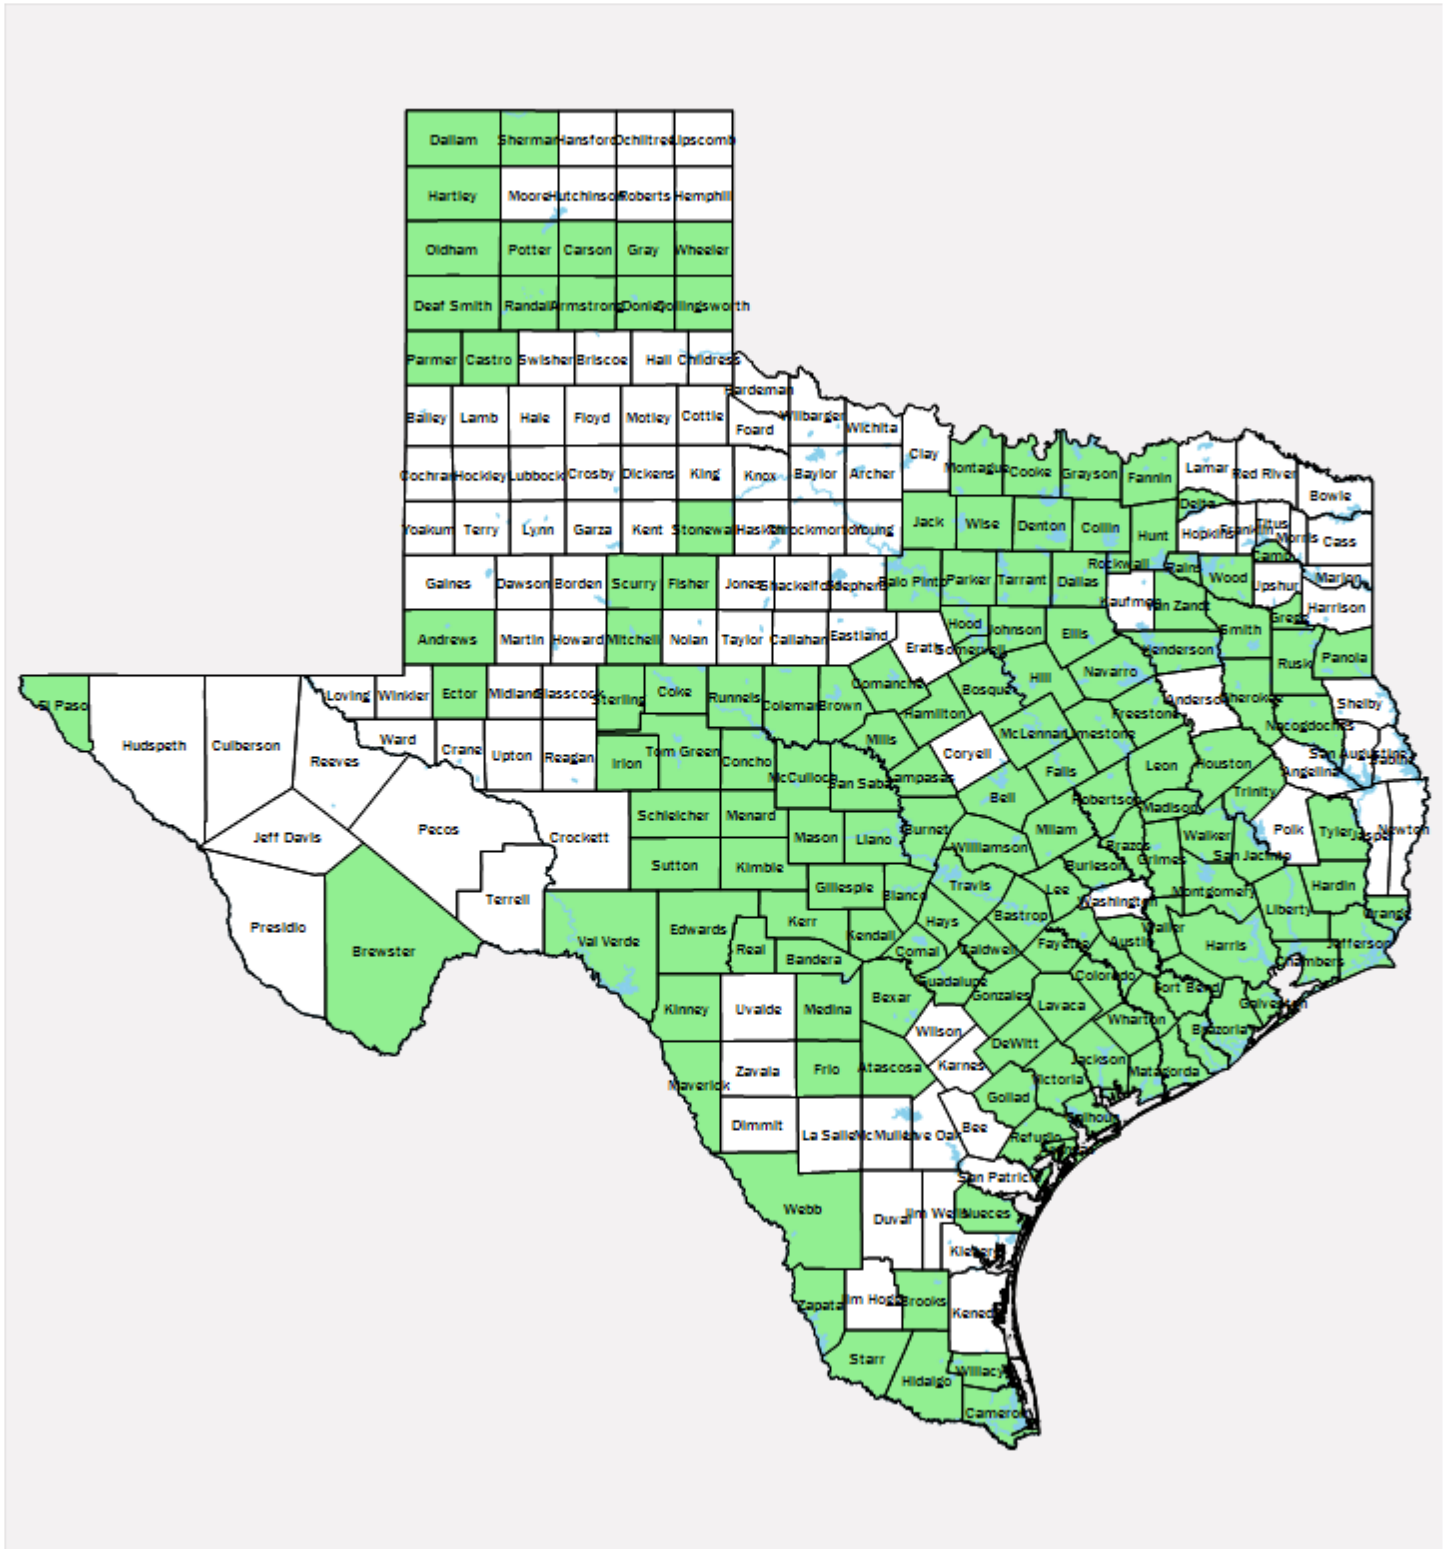 Dallam Sherman Hansford Ochiltree Lipscomb
Hartley Moore Hutchinson Roberts Hemphill
Oldham Potter Carson Gray Wheeler
Deaf Smith Randall Armstrong Donley Collingsworth
Parmer Castro Swisher Briscoe Hall Childress
Hardeman
Bailey Lamb Hale Floyd Motley Cottle Foard Wilbarger Wichita
Clay Montague Cooke Grayson Fannin Lamar Red River Bowie
Cochran Hockley Lubbock Crosby Dickens King Knox Baylor Archer
Yoakum Terry Lynn Garza Kent Stonewall Haskell Throckmorton Young Jack Wise Denton Collin Hunt Delta Hopkins Franklin Titus Morris Cass
Gaines Dawson Borden Scurry Fisher Jones Shackelford Stephens Palo Pinto Parker Tarrant Dallas Rockwall Rains Wood Camp Upshur Marion
Kaufman Van Zandt Gregg Harrison
Andrews Martin Howard Mitchell Nolan Taylor Callahan Eastland Erath Hood Somervell Johnson Ellis Henderson Smith Rusk Panola
El Paso Loving Winkler Ector Midland Glasscock Sterling Coke Runnels Coleman Brown Comanche Bosque Hill Navarro Anderson Cherokee Shelby
Hamilton Freestone Nacogdoches
Hudspeth Culberson Reeves Ward Crane Upton Reagan Irion Tom Green Concho McCulloch San Saba Mills Lampasas Coryell McLennan Limestone Leon Houston Angelina San Augustine Sabine
Bell Falls Robertson Madison Trinity
Jeff Davis Pecos Crockett Schleicher Menard Mason Llano Burnet Williamson Milam Brazos Grimes Walker Polk Tyler Jasper Newton
Burleson San Jacinto
Sutton Kimble Gillespie Blanco Travis Lee Washington Montgomery Liberty Hardin
Presidio Brewster Terrell Val Verde Edwards Real Kerr Bandera Kendall Hays Comal Bastrop Caldwell Fayette Austin Waller Harris Chambers Jefferson Orange
Kinney Uvalde Medina Bexar Guadalupe Gonzales Lavaca Colorado Fort Bend Galveston
Wilson DeWitt Wharton Brazoria
Maverick Zavala Frio Atascosa Karnes Goliad Victoria Jackson Matagorda
Dimmit La Salle McMullen Live Oak Bee Refugio Calhoun
San Patricio
Webb Duval Jim Wells Nueces
Kleberg
Zapata Jim Hogg Brooks Kenedy
Starr Hidalgo Willacy
Cameron